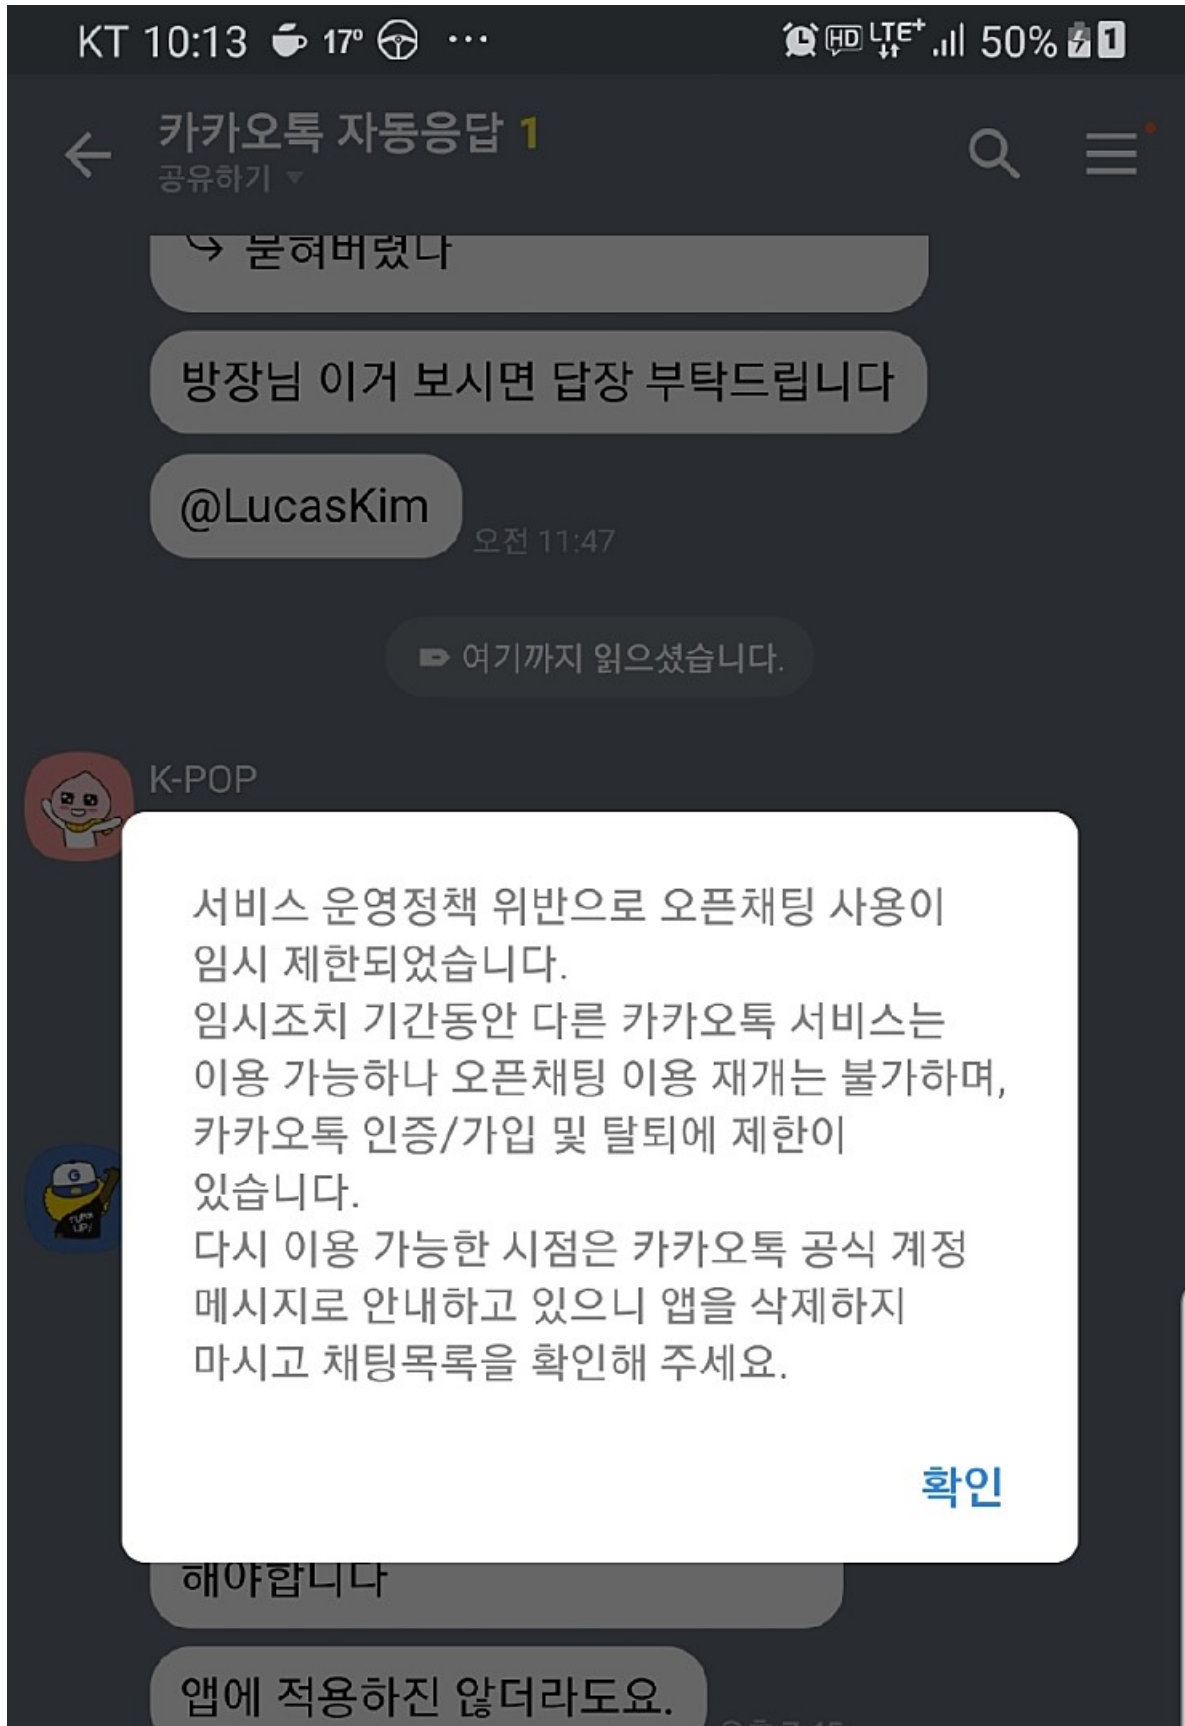 KT 10:13 17° ··· HD LTE+ 50% 1
카카오톡 자동응답 1
공유하기
묻혀버렸나
방장님 이거 보시면 답장 부탁드립니다
@LucasKim
오전 11:47
여기까지 읽으셨습니다.
K-POP
서비스 운영정책 위반으로 오픈채팅 사용이
임시 제한되었습니다.
임시조치 기간동안 다른 카카오톡 서비스는
이용 가능하나 오픈채팅 이용 재개는 불가하며,
카카오톡 인증/가입 및 탈퇴에 제한이
있습니다.
다시 이용 가능한 시점은 카카오톡 공식 계정
메시지로 안내하고 있으니 앱을 삭제하지
마시고 채팅목록을 확인해 주세요.
확인
G
TURN
UP!
해야합니다
앱에 적용하진 않더라도요.